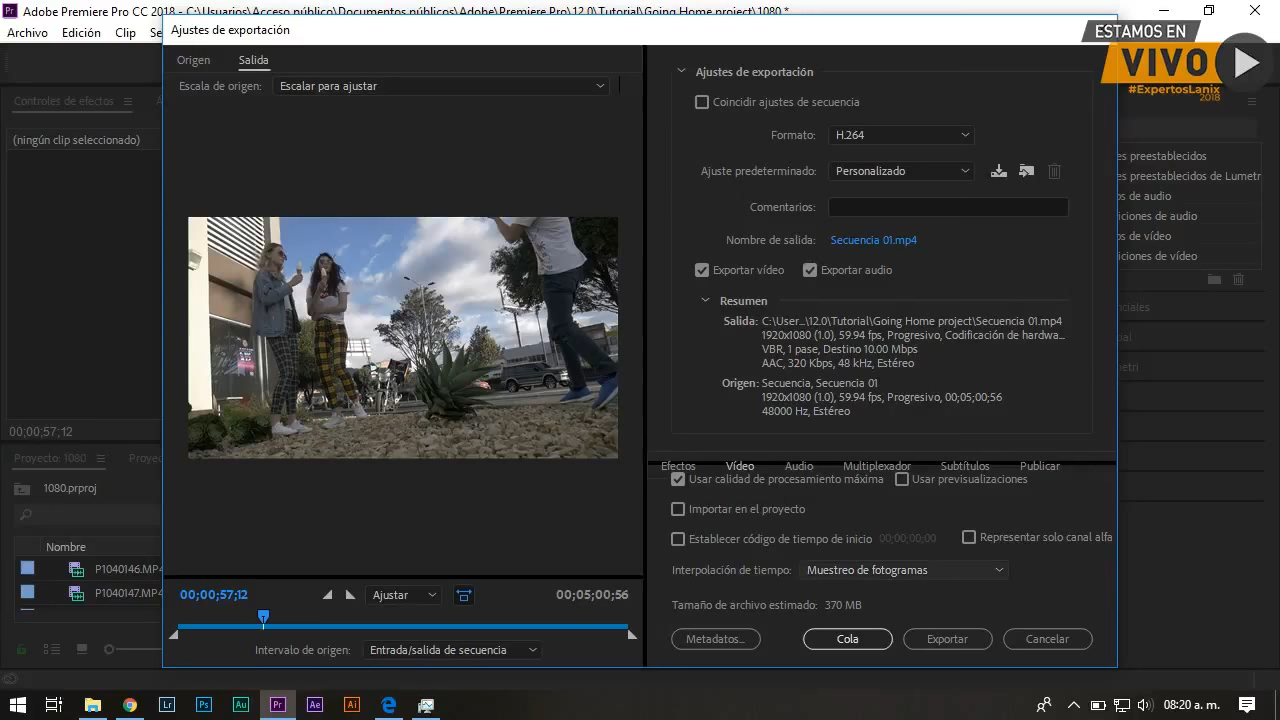 Adobe Premiere Pro CC 2018 - C:\Usuarios\Acceso público\Documentos públicos\Adobe\Premiere Pro\12.0\Tutorial\Going Home project\1080 *
Archivo Edición Clip
Ajustes de exportación
ESTAMOS EN
VIVO
#ExpertosLanix
2018
Origen Salida
Escala de origen: Escalar para ajustar
Ajustes de exportación
Coincidir ajustes de secuencia
Formato: H.264
Ajuste predeterminado: Personalizado
Comentarios:
Nombre de salida: Secuencia 01.mp4
Exportar vídeo Exportar audio
Resumen
Salida: C:\User...\12.0\Tutorial\Going Home project\Secuencia 01.mp4
1920x1080 (1.0), 59.94 fps, Progresivo, Codificación de hardwa...
VBR, 1 pase, Destino 10.00 Mbps
AAC, 320 Kbps, 48 kHz, Estéreo
Origen: Secuencia, Secuencia 01
1920x1080 (1.0), 59.94 fps, Progresivo, 00;05;00;56
48000 Hz, Estéreo
Efectos Vídeo Audio Multiplexador Subtítulos Publicar
Usar calidad de procesamiento máxima Usar previsualizaciones
Importar en el proyecto
Establecer código de tiempo de inicio 00;00;00;00 Representar solo canal alfa
Interpolación de tiempo: Muestreo de fotogramas
Tamaño de archivo estimado: 370 MB
Metadatos... Cola Exportar Cancelar
00;00;57;12 Ajustar 00;05;00;56
Intervalo de origen: Entrada/salida de secuencia
Controles de efectos
(ningún clip seleccionado)
00;00;57;12
Proyecto: 1080 Proyec
1080.prproj
Nombre
P1040146.MP4
P1040147.MP4
es preestablecidos
es preestablecidos de Lumetr
os de audio
iciones de audio
os de vídeo
iciones de vídeo
nciales
al
metri
Lr Ps Au Pr Ae Ai
08:20 a. m.